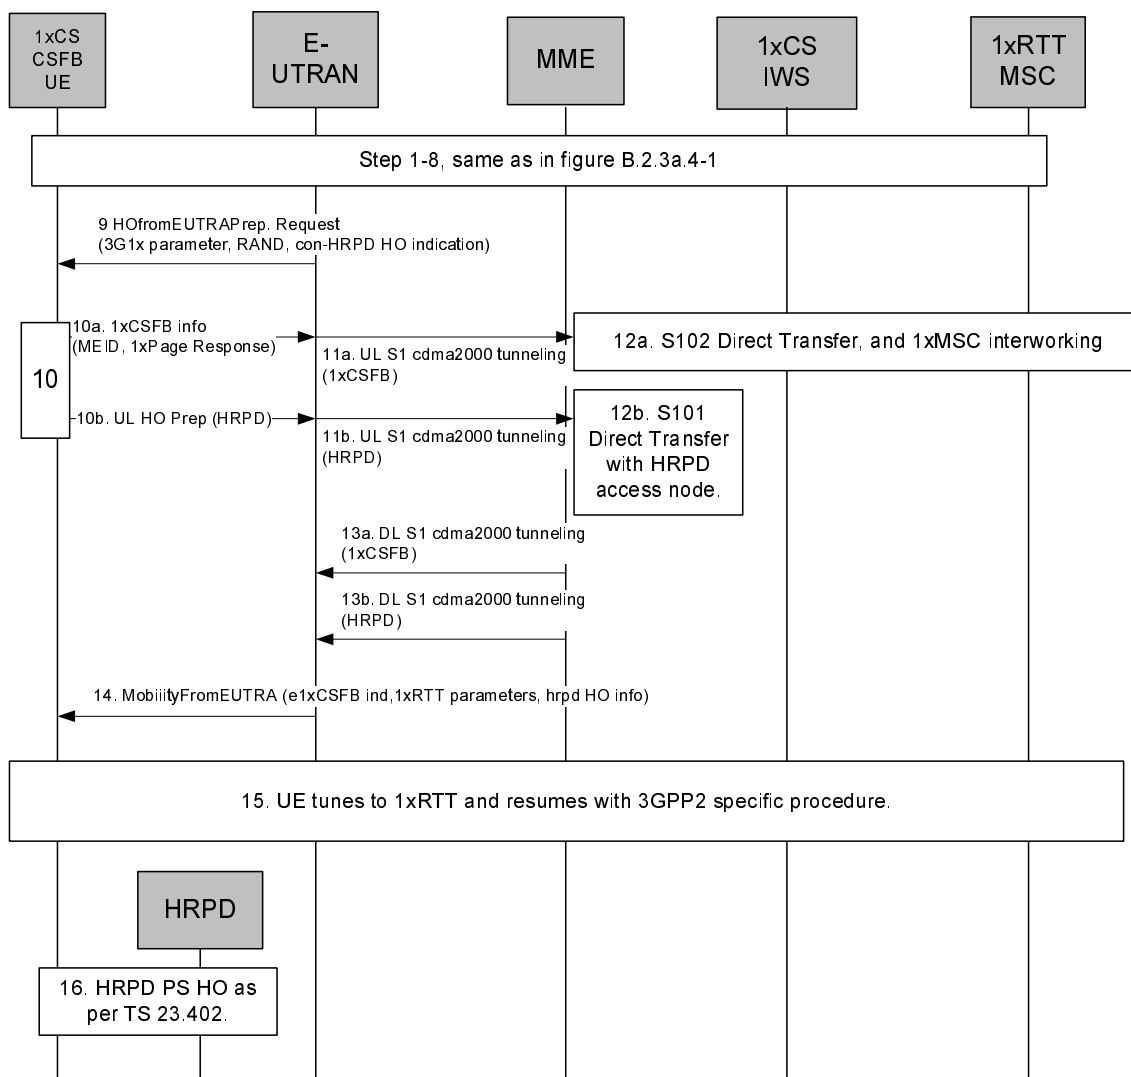 1xCS
CSFB
UE
E-
UTRAN
MME
1xCS
IWS
1xRTT
MSC
Step 1-8, same as in figure B.2.3a.4-1
9 HOfromEUTRAPrep. Request
(3G1x parameter, RAND, con-HRPD HO indication)
10
10a. 1xCSFB info
(MEID, 1xPage Response)
11a. UL S1 cdma2000 tunneling
(1xCSFB)
12a. S102 Direct Transfer, and 1xMSC interworking
10b. UL HO Prep (HRPD)
11b. UL S1 cdma2000 tunneling
(HRPD)
12b. S101
Direct Transfer
with HRPD
access node.
13a. DL S1 cdma2000 tunneling
(1xCSFB)
13b. DL S1 cdma2000 tunneling
(HRPD)
14. MobiiityFromEUTRA (e1xCSFB ind,1xRTT parameters, hrpd HO info)
15. UE tunes to 1xRTT and resumes with 3GPP2 specific procedure.
HRPD
16. HRPD PS HO as
per TS 23.402.